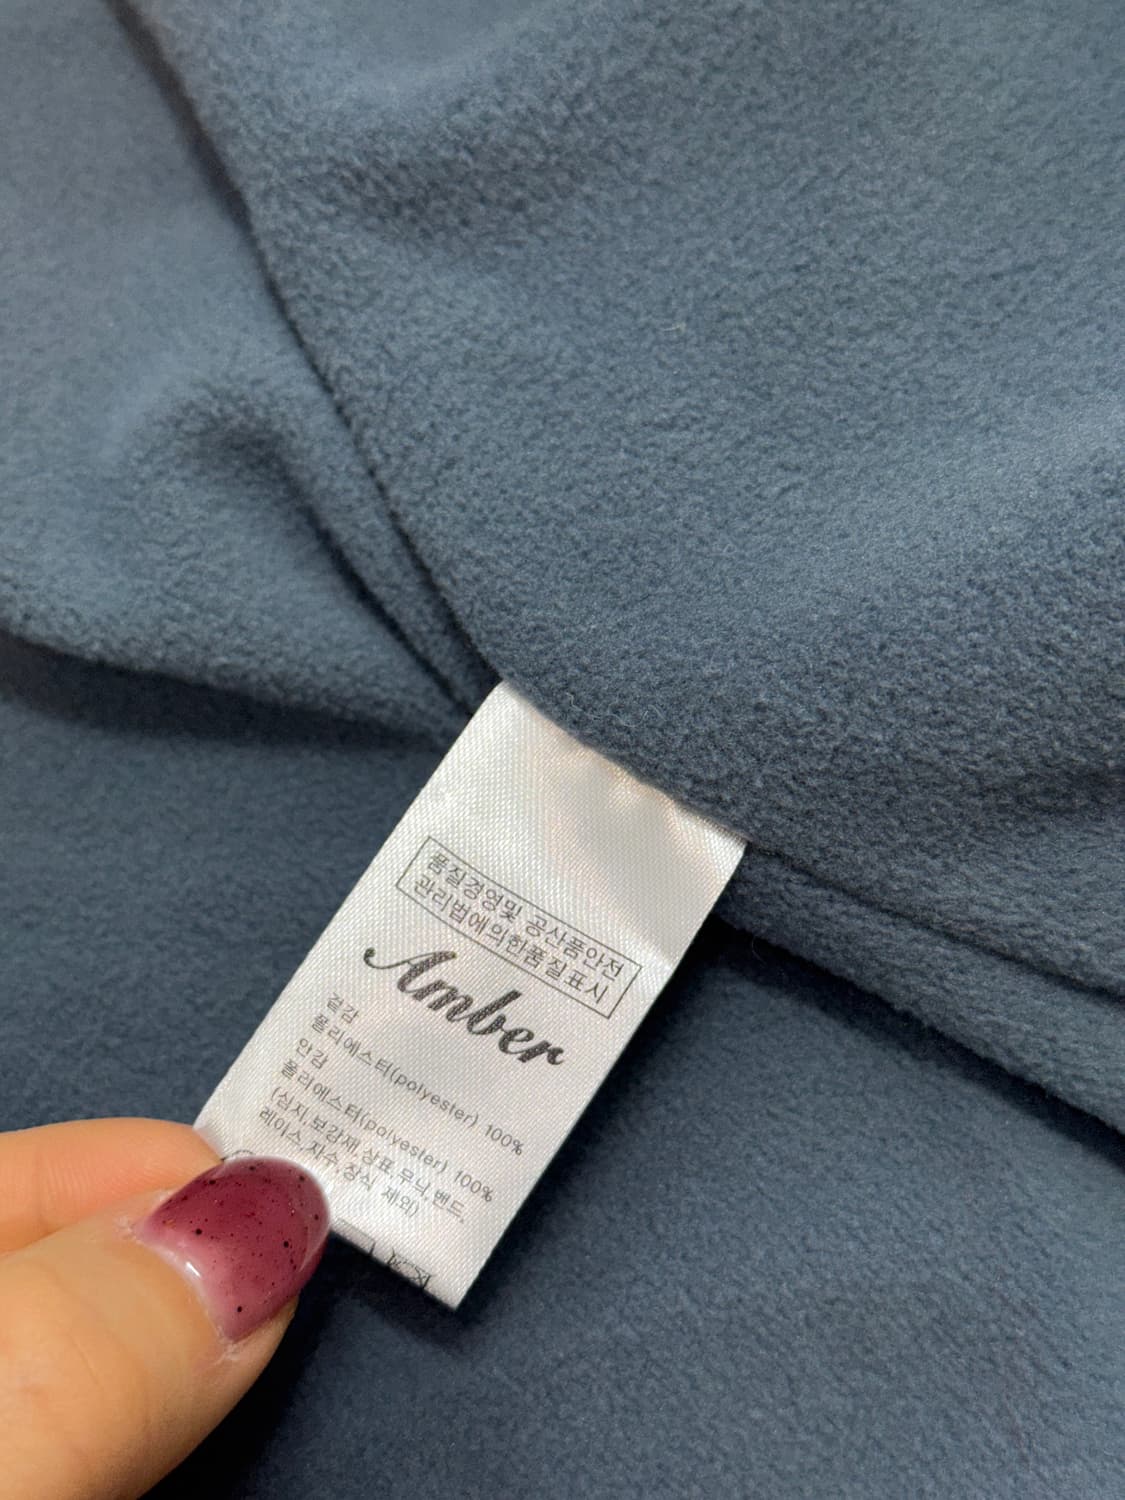 품질경영및 공산품안전
관리법에의한품질표시
Amber
겉감
폴리에스터(polyester) 100%
안감
폴리에스터(polyester) 100%
(심지,보강재,상표,무늬,밴드,
레이스,자수,장식 제외)